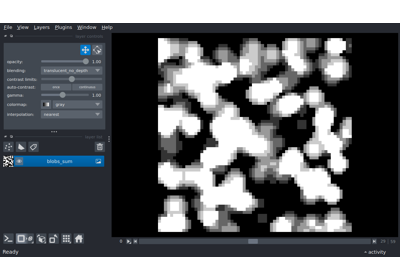 File View Layers Plugins Window Help
opacity: 1.00
blending: translucent_no_depth
contrast limits:
auto-contrast: once continuous
gamma: 1.00
colormap: gray
interpolation: nearest
blobs_sum
Ready
activity